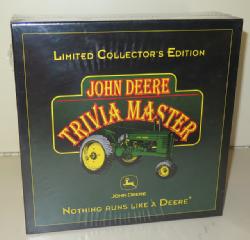 LIMITED COLLECTOR'S EDITION
JOHN DEERE
TRIVIA MASTER
JOHN DEERE
NOTHING RUNS LIKE A DEERE®